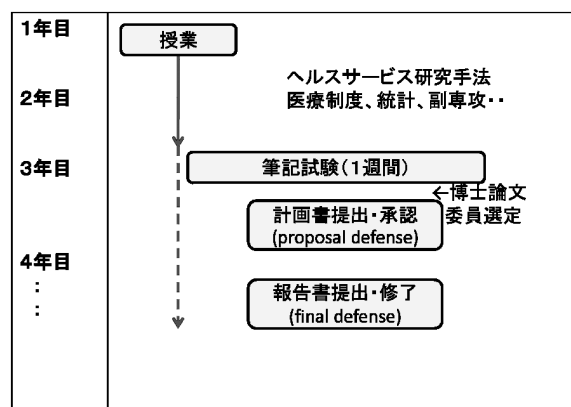 1年目
授業
ヘルスサービス研究手法
2年目
医療制度、統計、副専攻‥
3年目
筆記試験(1週間)
←博士論文
委員選定
計画書提出・承認
(proposal defense)
4年目
:
:
報告書提出・修了
(final defense)